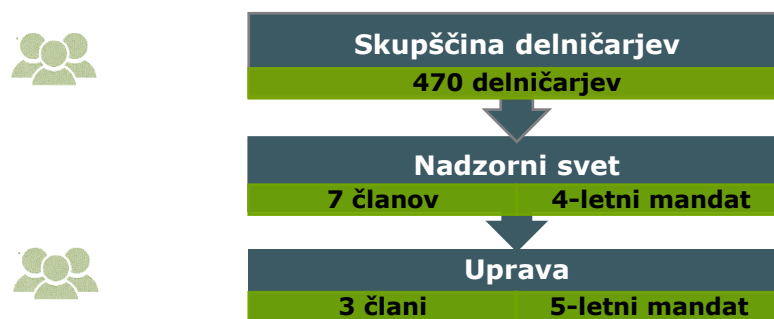 Skupščina delničarjev
470 delničarjev
Nadzorni svet
7 članov 4-letni mandat
Uprava
3 člani 5-letni mandat